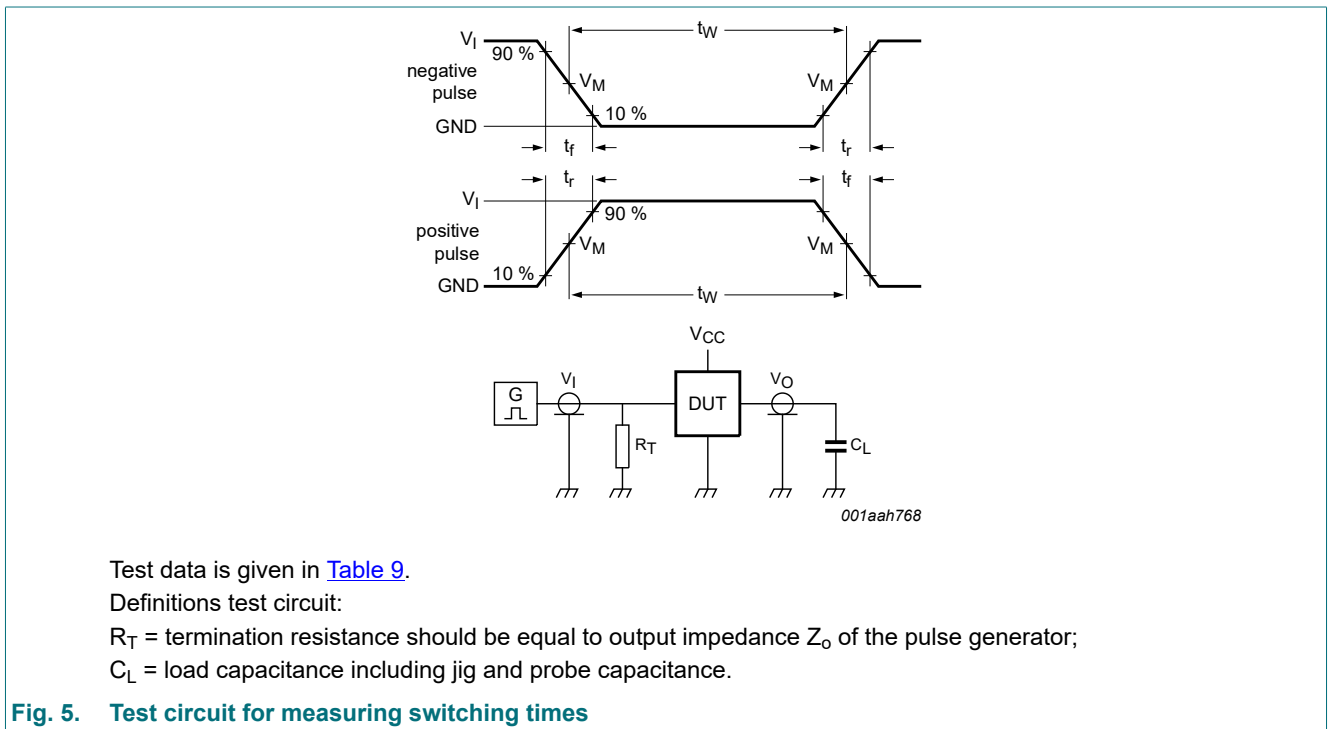 tW
VI
90 %
negative
pulse
VM
VM
10 %
GND
tf
tr
tr
tf
VI
90 %
positive
pulse
VM
VM
10 %
GND
tW
VCC
VI
VO
G
DUT
RT
CL
001aah768
Test data is given in Table 9.
Definitions test circuit:
RT = termination resistance should be equal to output impedance Zo of the pulse generator;
CL = load capacitance including jig and probe capacitance.
Fig. 5. Test circuit for measuring switching times